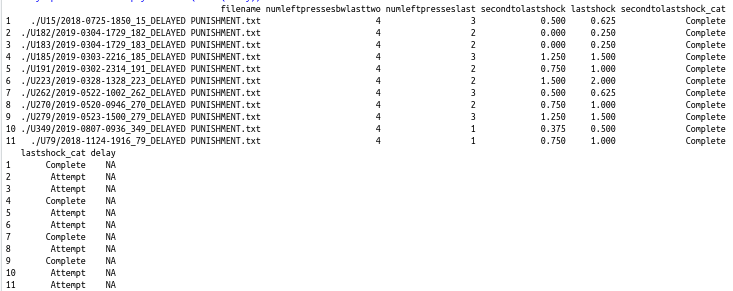 filename numleftpressesbwlasttwo numleftpresseslast secondtolastshock lastshock secondtolastshock_cat
1 ./U15/2018-0725-1850_15_DELAYED PUNISHMENT.txt 4 3 0.500 0.625 Complete
2 ./U182/2019-0304-1729_182_DELAYED PUNISHMENT.txt 4 2 0.000 0.250 Complete
3 ./U183/2019-0304-1729_183_DELAYED PUNISHMENT.txt 4 2 0.000 0.250 Complete
4 ./U185/2019-0303-2216_185_DELAYED PUNISHMENT.txt 4 3 1.250 1.500 Complete
5 ./U191/2019-0302-2314_191_DELAYED PUNISHMENT.txt 4 2 0.750 1.000 Complete
6 ./U223/2019-0328-1328_223_DELAYED PUNISHMENT.txt 4 2 1.500 2.000 Complete
7 ./U262/2019-0522-1002_262_DELAYED PUNISHMENT.txt 4 3 0.500 0.625 Complete
8 ./U270/2019-0520-0946_270_DELAYED PUNISHMENT.txt 4 2 0.750 1.000 Complete
9 ./U279/2019-0523-1500_279_DELAYED PUNISHMENT.txt 4 3 1.250 1.500 Complete
10 ./U349/2019-0807-0936_349_DELAYED PUNISHMENT.txt 4 1 0.375 0.500 Complete
11 ./U79/2018-1124-1916_79_DELAYED PUNISHMENT.txt 4 1 0.750 1.000 Complete
lastshock_cat delay
1 Complete NA
2 Attempt NA
3 Attempt NA
4 Complete NA
5 Attempt NA
6 Attempt NA
7 Complete NA
8 Attempt NA
9 Complete NA
10 Attempt NA
11 Attempt NA